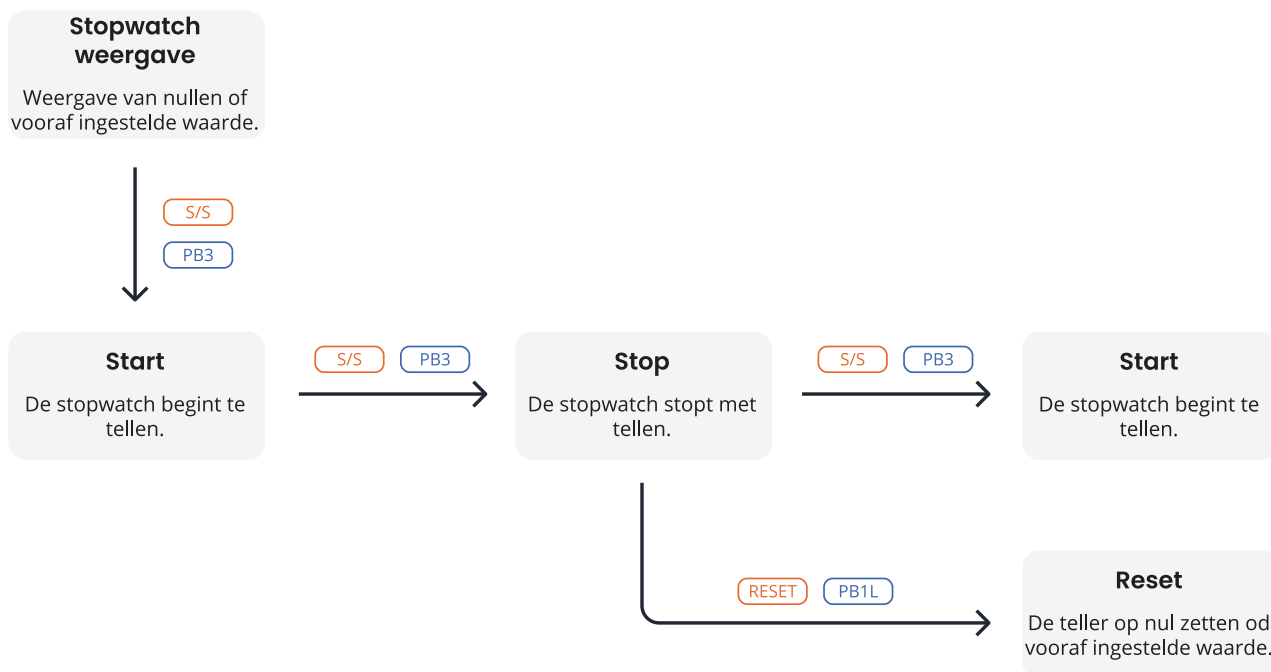 Stopwatch
weergave
Weergave van nullen of
vooraf ingestelde waarde.
S/S
PB3
Start
De stopwatch begint te
tellen.
S/S
PB3
Stop
De stopwatch stopt met
tellen.
S/S
PB3
Start
De stopwatch begint te
tellen.
RESET
PB1L
Reset
De teller op nul zetten od
vooraf ingestelde waarde.